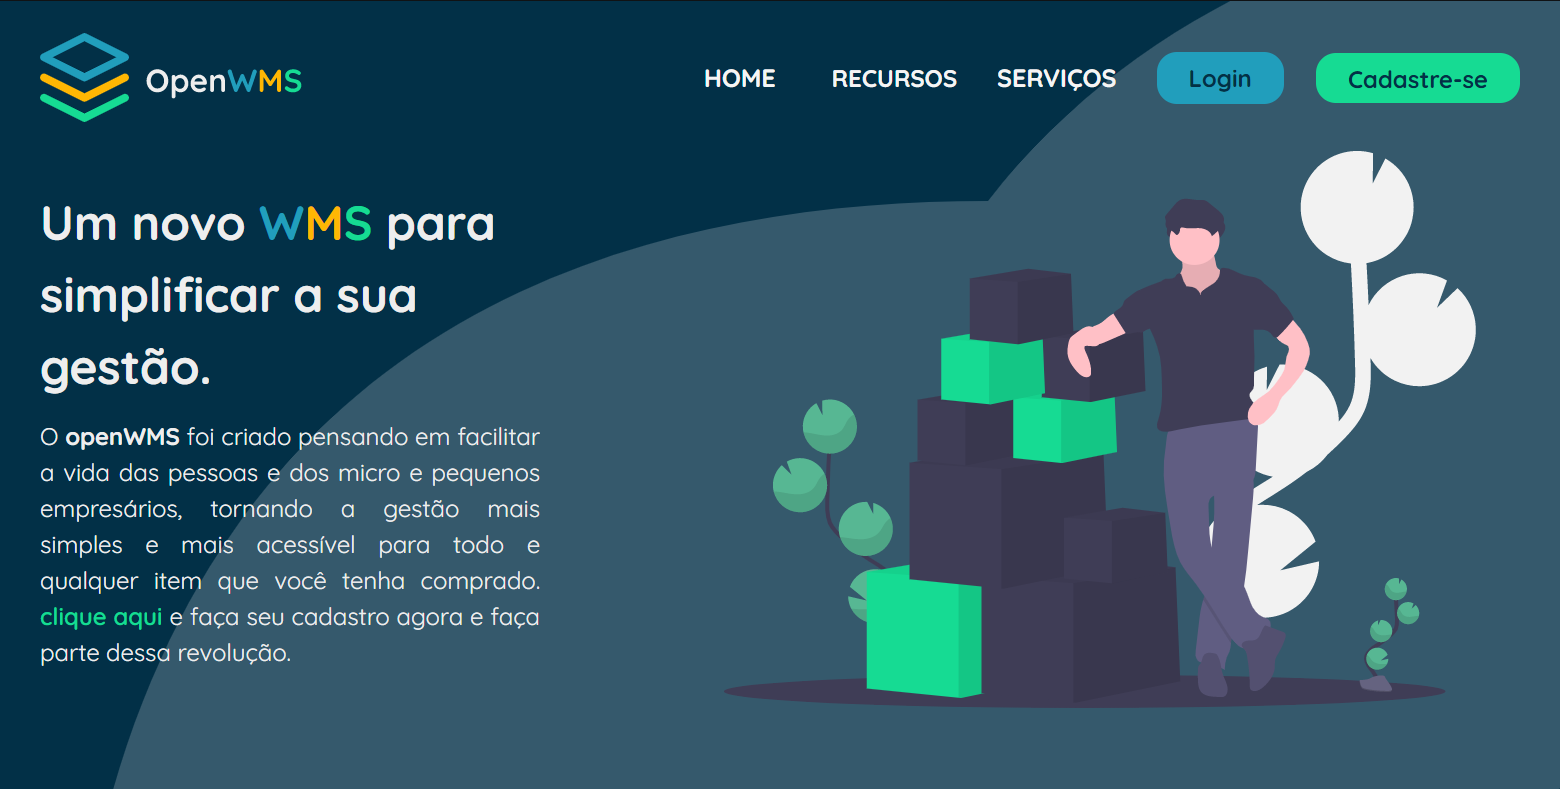 OpenWMS
HOME RECURSOS SERVIÇOS Login Cadastre-se
Um novo WMS para
simplificar a sua
gestão.
O openWMS foi criado pensando em facilitar
a vida das pessoas e dos micro e pequenos
empresários, tornando a gestão mais
simples e mais acessível para todo e
qualquer item que você tenha comprado.
clique aqui e faça seu cadastro agora e faça
parte dessa revolução.